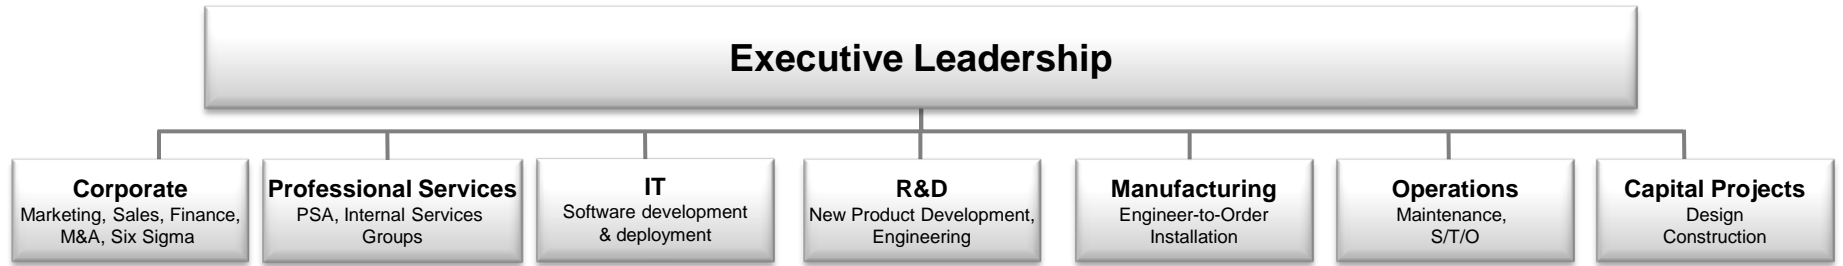 Executive Leadership
Corporate
Marketing, Sales, Finance,
M&A, Six Sigma
Professional Services
PSA, Internal Services
Groups
IT
Software development
& deployment
R&D
New Product Development,
Engineering
Manufacturing
Engineer-to-Order
Installation
Operations
Maintenance,
S/T/O
Capital Projects
Design
Construction